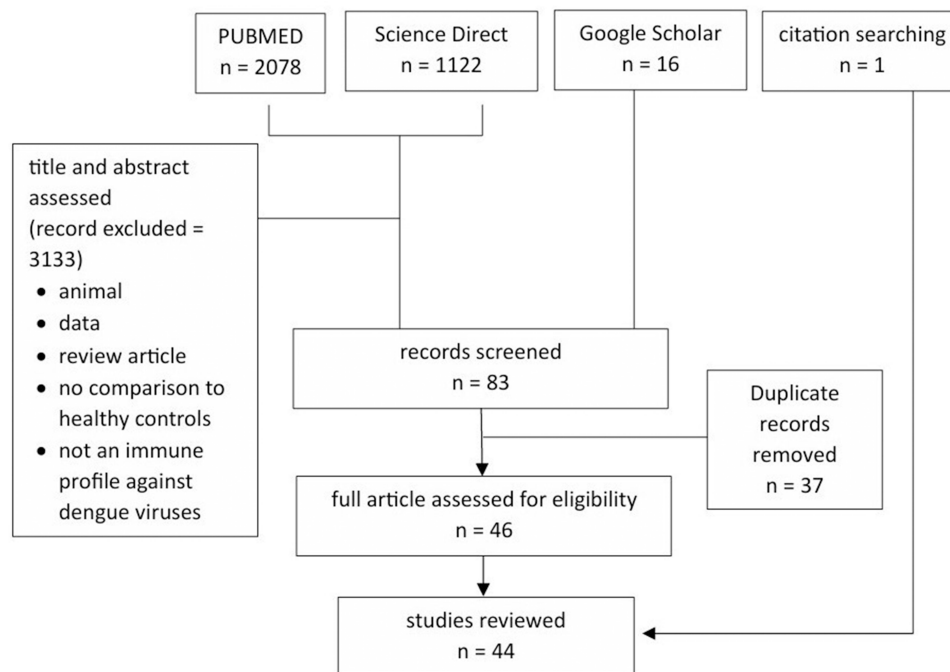 PUBMED
n = 2078
Science Direct
n = 1122
Google Scholar
n = 16
citation searching
n = 1
title and abstract
assessed
(record excluded =
3133)
• animal
• data
• review article
• no comparison to
healthy controls
• not an immune
profile against
dengue viruses
records screened
n = 83
Duplicate
records
removed
n = 37
full article assessed for eligibility
n = 46
studies reviewed
n = 44